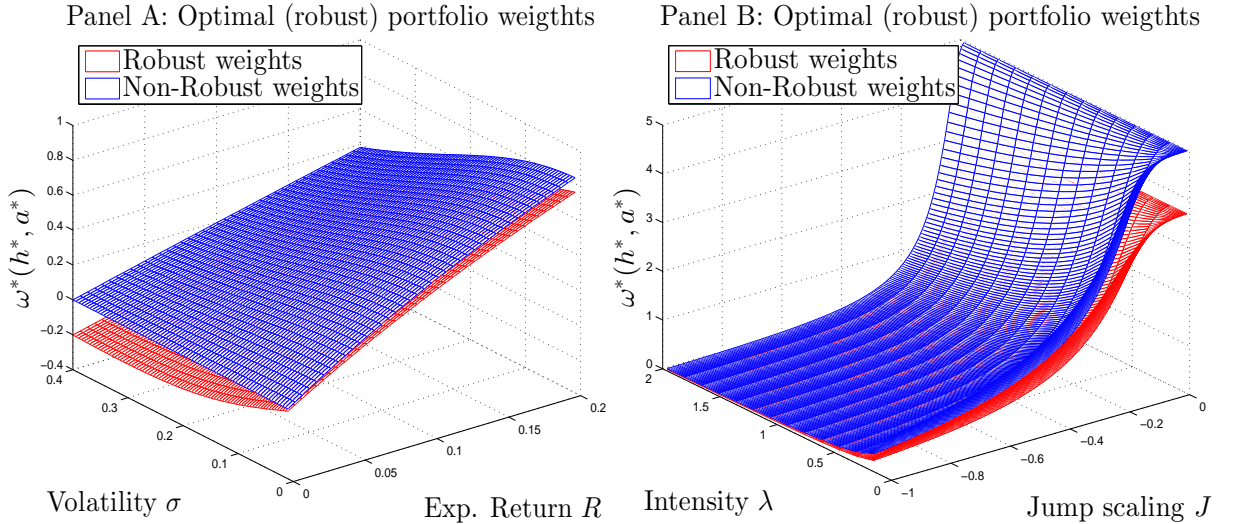 Panel A: Optimal (robust) portfolio weigthts
Robust weights
Non-Robust weights
1
0.8
0.6
0.4
0.2
0
−0.2
−0.4
ω*(h*, a*)
0.4
0.3
0.2
0.1
0
Volatility σ
0
0.05
0.1
0.15
0.2
Exp. Return R
Panel B: Optimal (robust) portfolio weigthts
Robust weights
Non-Robust weights
5
4
3
2
1
0
ω*(h*, a*)
2
1.5
1
0.5
0
Intensity λ
−1
−0.8
−0.6
−0.4
−0.2
0
Jump scaling J